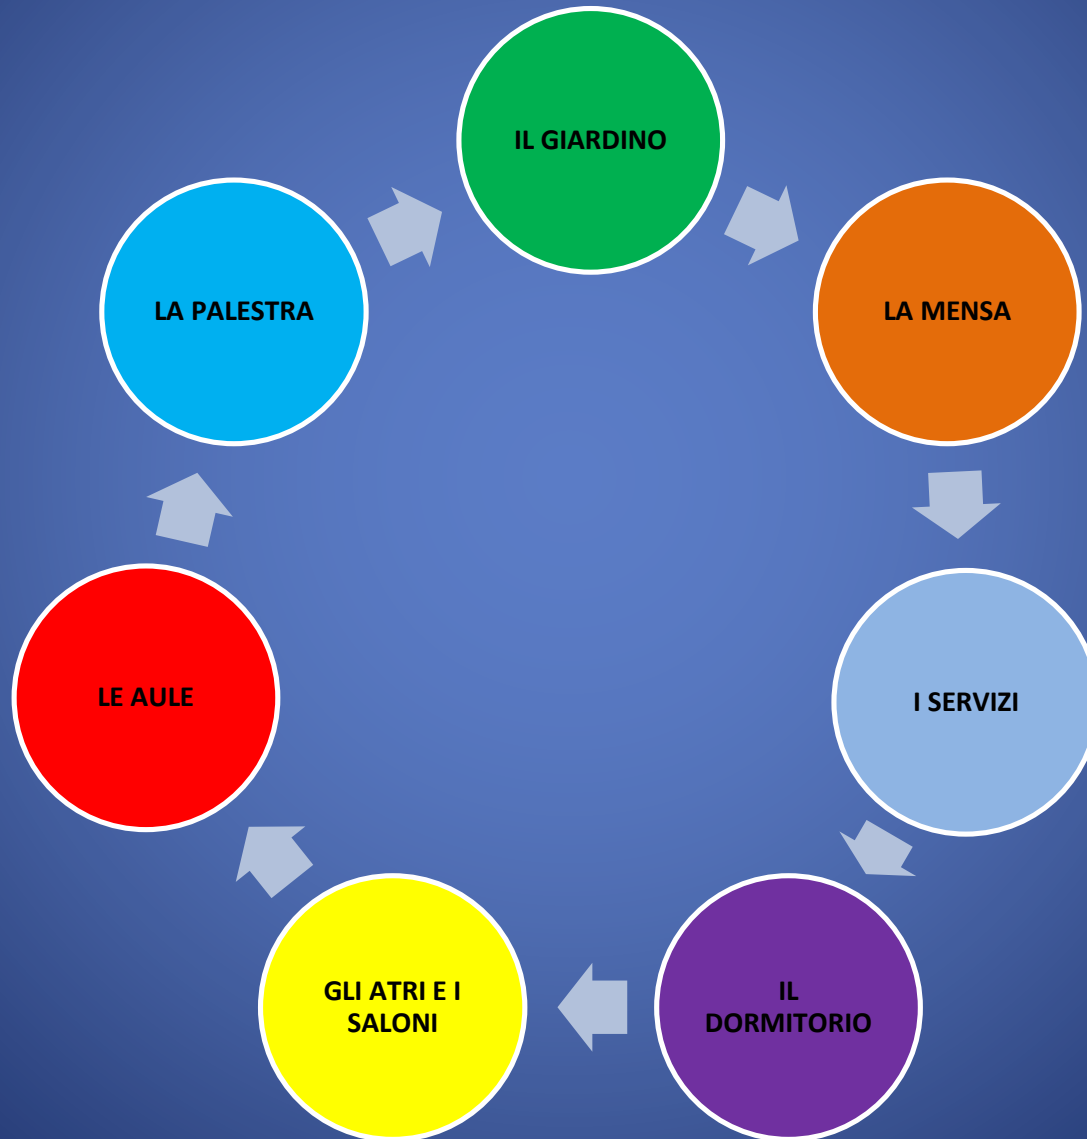 IL GIARDINO
LA MENSA
I SERVIZI
IL
DORMITORIO
GLI ATRI E I
SALONI
LE AULE
LA PALESTRA